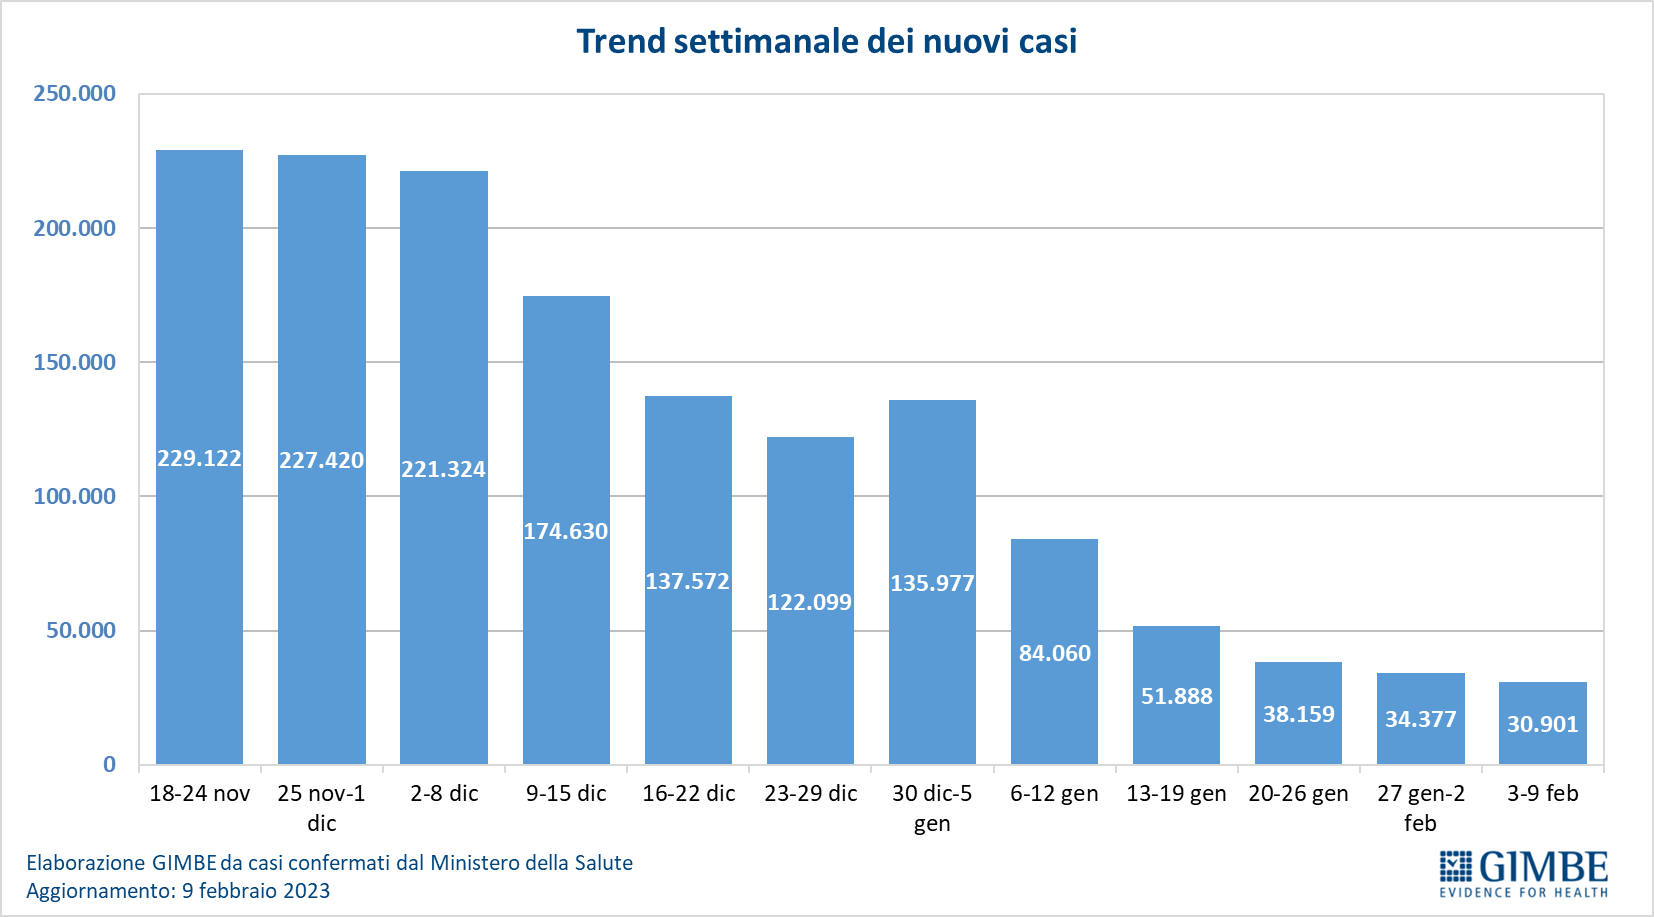 Trend settimanale dei nuovi casi
250.000
200.000
150.000
100.000
50.000
0
229.122
227.420
221.324
174.630
137.572
122.099
135.977
84.060
51.888
38.159
34.377
30.901
18-24 nov
25 nov-1
dic
2-8 dic
9-15 dic
16-22 dic
23-29 dic
30 dic-5
gen
6-12 gen
13-19 gen
20-26 gen
27 gen-2
feb
3-9 feb
Elaborazione GIMBE da casi confermati dal Ministero della Salute
Aggiornamento: 9 febbraio 2023
GIMBE
EVIDENCE FOR HEALTH